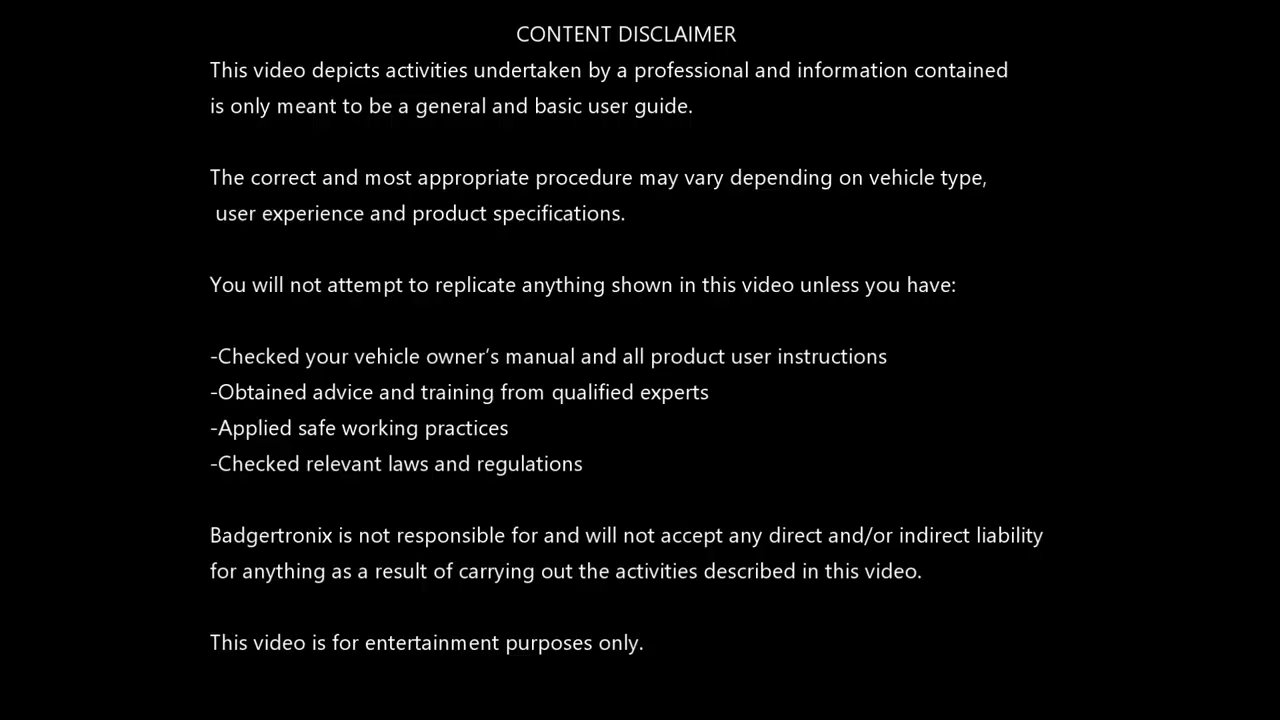 CONTENT DISCLAIMER
This video depicts activities undertaken by a professional and information contained
is only meant to be a general and basic user guide.
The correct and most appropriate procedure may vary depending on vehicle type,
user experience and product specifications.
You will not attempt to replicate anything shown in this video unless you have:
-Checked your vehicle owner’s manual and all product user instructions
-Obtained advice and training from qualified experts
-Applied safe working practices
-Checked relevant laws and regulations
Badgertronix is not responsible for and will not accept any direct and/or indirect liability
for anything as a result of carrying out the activities described in this video.
This video is for entertainment purposes only.